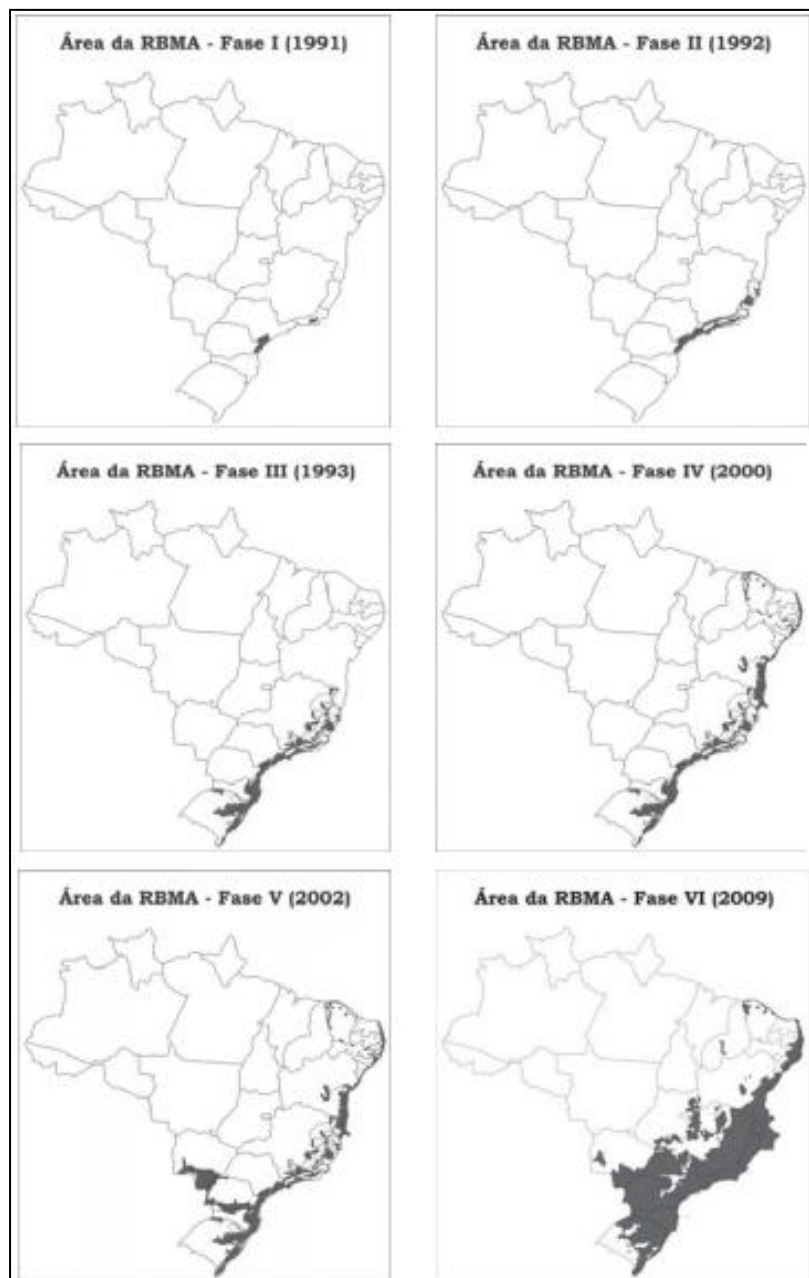 Área da RBMA - Fase I (1991)
Área da RBMA - Fase II (1992)
Área da RBMA - Fase III (1993)
Área da RBMA - Fase IV (2000)
Área da RBMA - Fase V (2002)
Área da RBMA - Fase VI (2009)